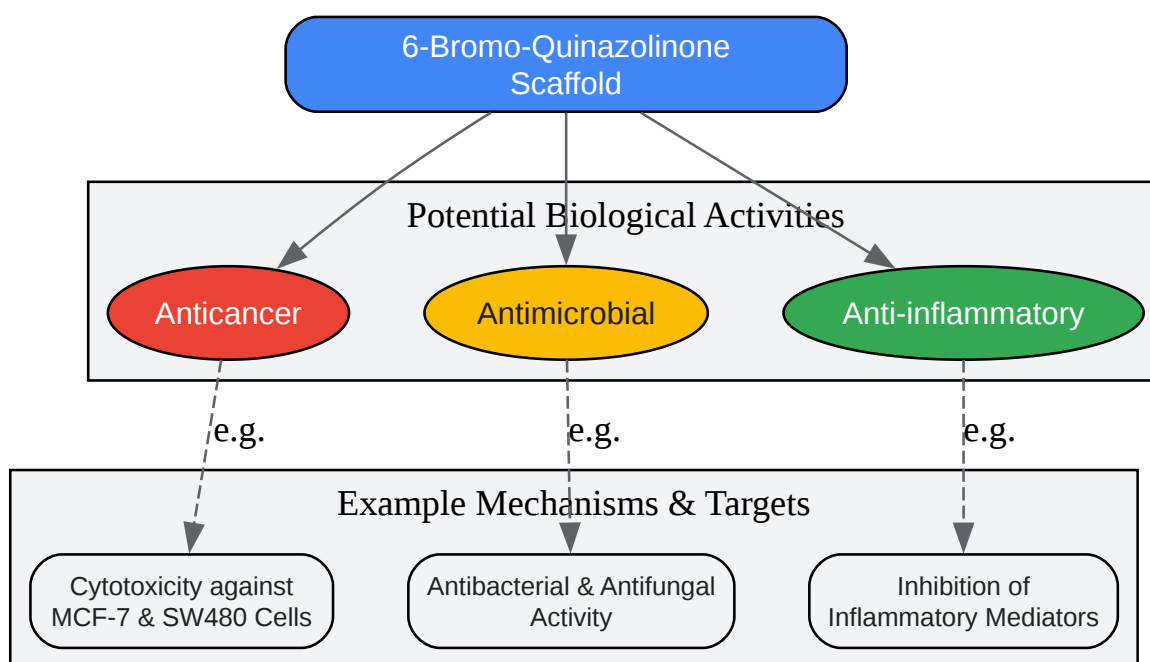 6-Bromo-Quinazolinone
Scaffold
Potential Biological Activities
Anticancer
Antimicrobial
Anti-inflammatory
e.g.
e.g.
e.g.
Example Mechanisms & Targets
Cytotoxicity against
MCF-7 & SW480 Cells
Antibacterial & Antifungal
Activity
Inhibition of
Inflammatory Mediators